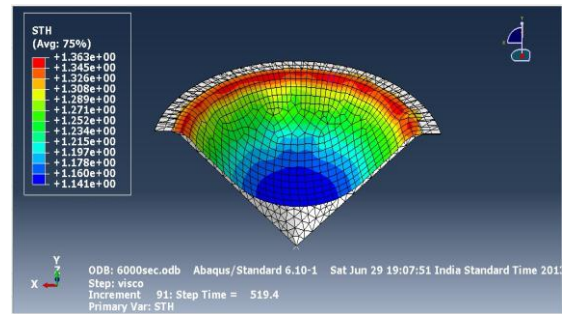 STH
(Avg: 75%)
+1.363e+00
+1.345e+00
+1.326e+00
+1.308e+00
+1.289e+00
+1.271e+00
+1.252e+00
+1.234e+00
+1.215e+00
+1.197e+00
+1.178e+00
+1.160e+00
+1.141e+00
Y
Z
X
ODB: 6000sec.odb Abaqus/Standard 6.10-1 Sat Jun 29 19:07:51 India Standard Time
Step: visco
Increment 91: Step Time = 519.4
Primary Var: STH